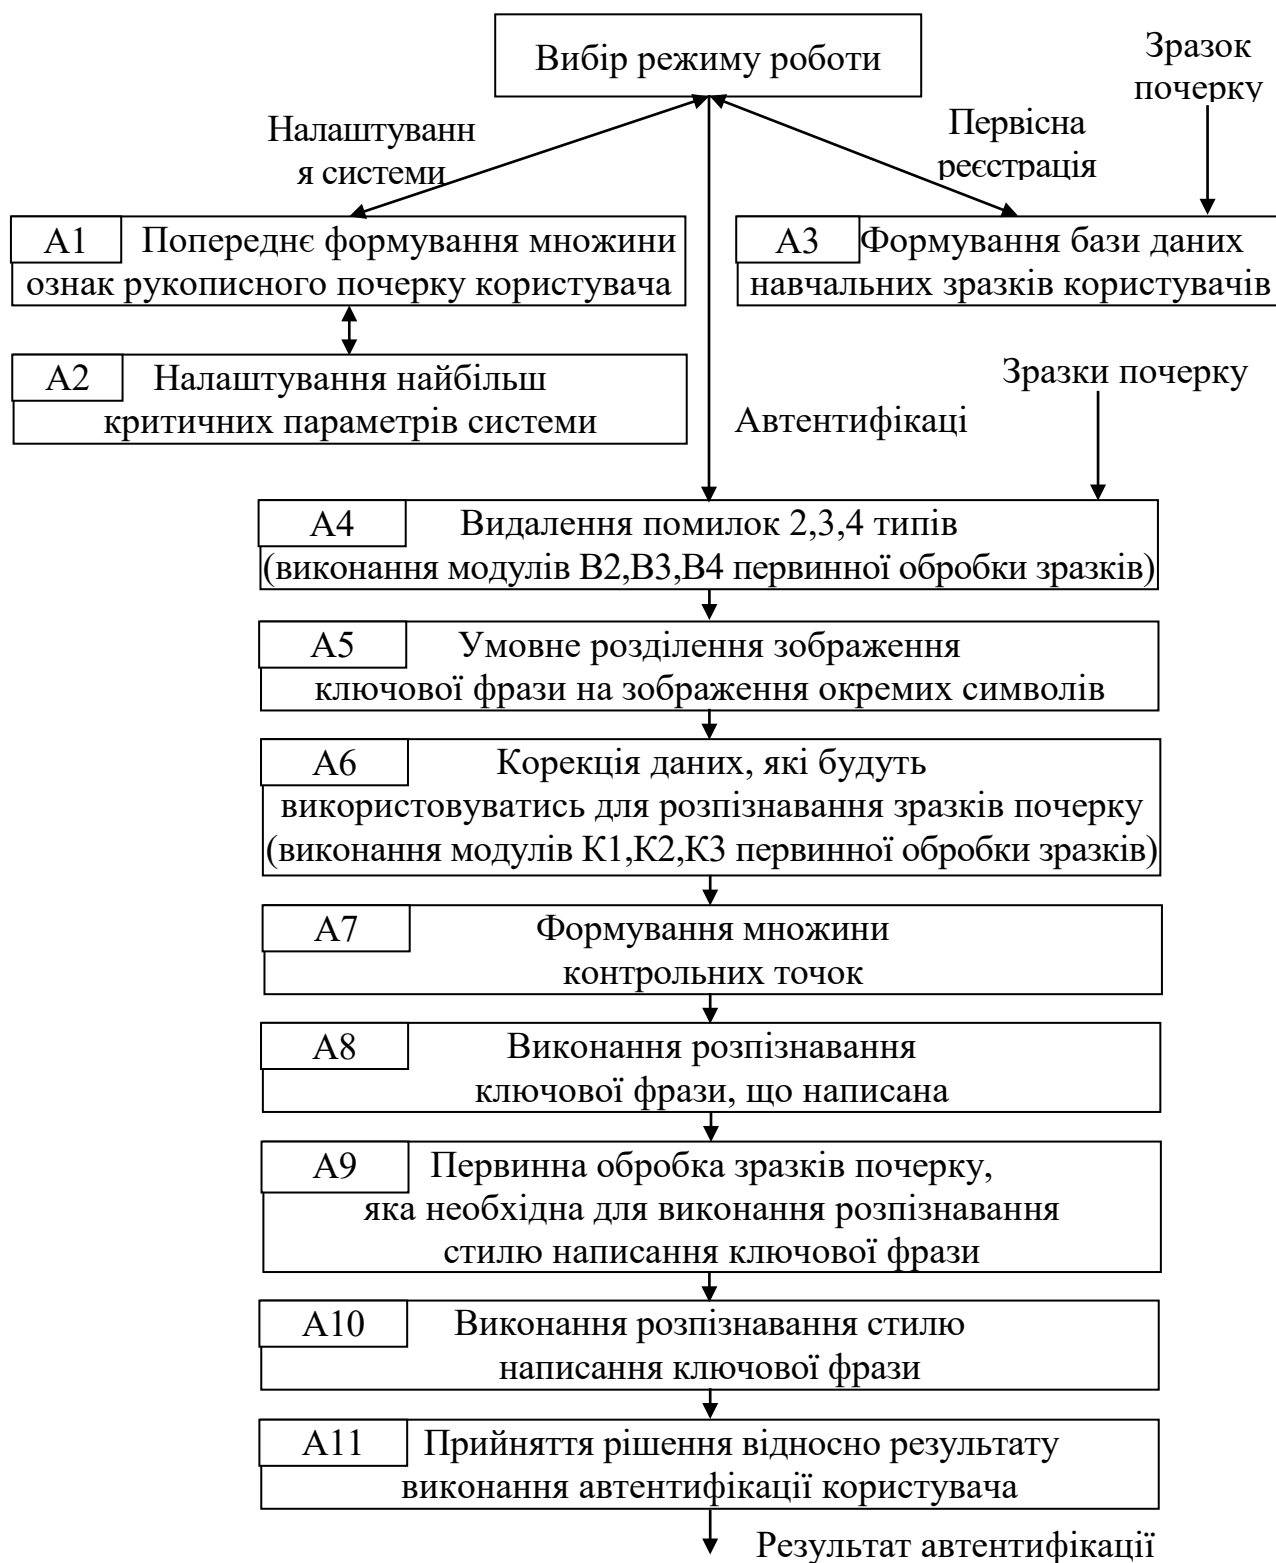 Вибір режиму роботи
Зразок
почерку
Налаштуванн
я системи
Первісна
реєстрація
А1 Попереднє формування множини
ознак рукописного почерку користувача
А3 Формування бази даних
навчальних зразків користувачів
А2 Налаштування найбільш
критичних параметрів системи
Зразки почерку
Автентифікаці
А4 Видалення помилок 2,3,4 типів
(виконання модулів В2,В3,В4 первинної обробки зразків)
А5 Умовне розділення зображення
ключової фрази на зображення окремих символів
А6 Корекція даних, які будуть
використовуватись для розпізнавання зразків почерку
(виконання модулів К1,К2,К3 первинної обробки зразків)
А7 Формування множини
контрольних точок
А8 Виконання розпізнавання
ключової фрази, що написана
А9 Первинна обробка зразків почерку,
яка необхідна для виконання розпізнавання
стилю написання ключової фрази
А10 Виконання розпізнавання стилю
написання ключової фрази
А11 Прийняття рішення відносно результату
виконання автентифікації користувача
Результат автентифікації